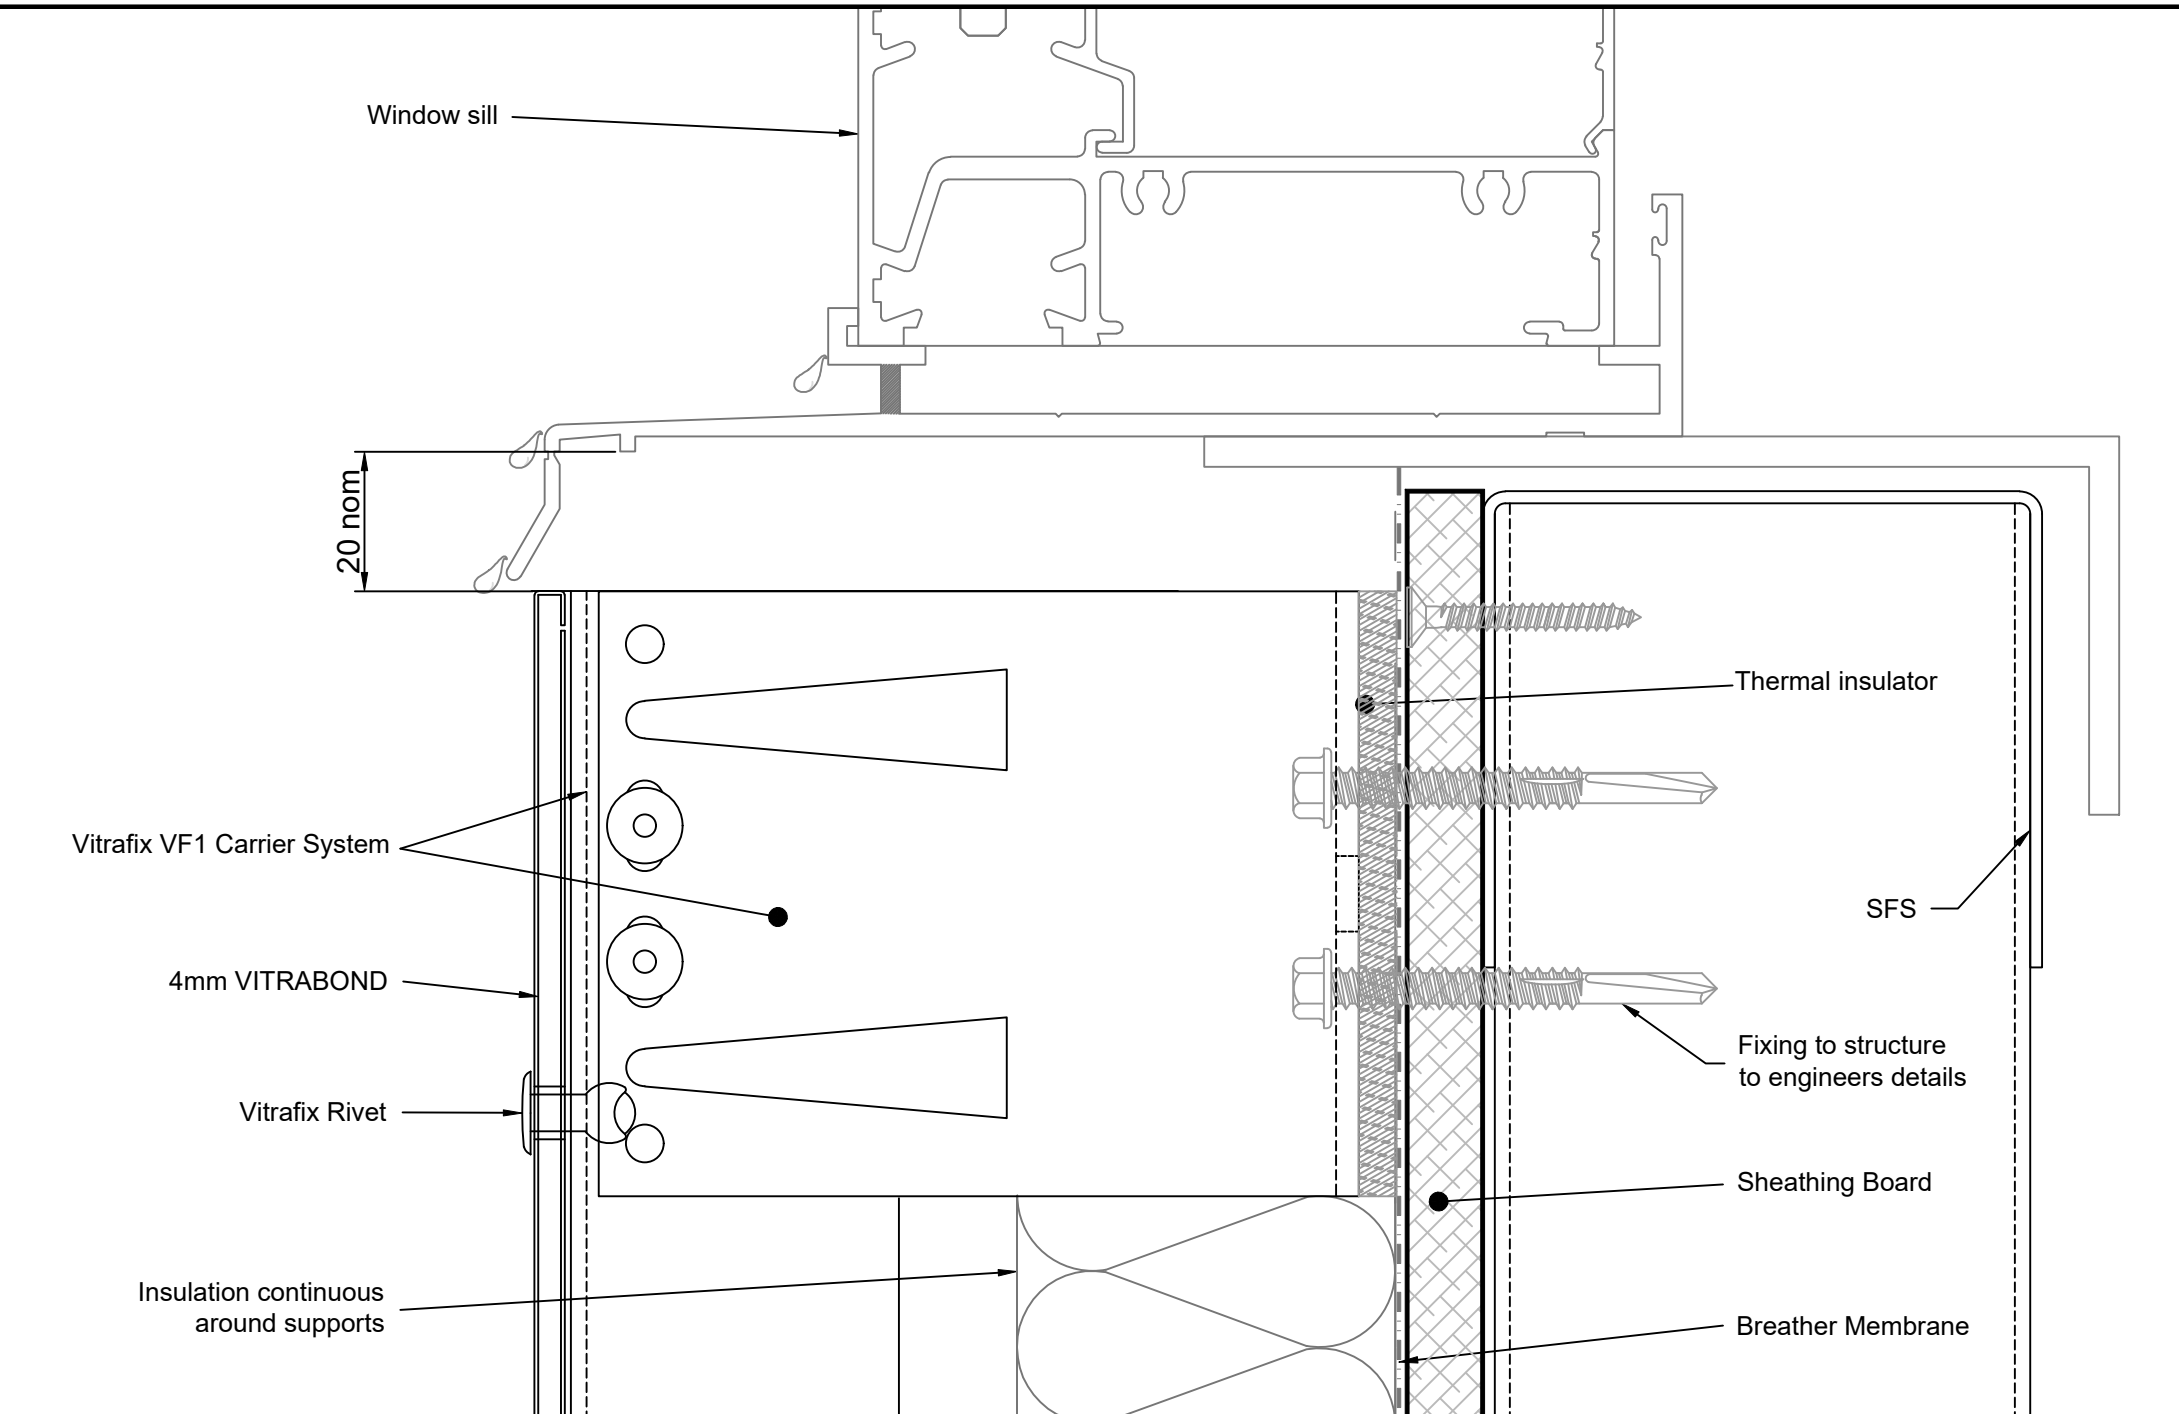 Window sill
20 nom
Thermal insulator
Vitrafix VF1 Carrier System
SFS
4mm VITRABOND
Fixing to structure
to engineers details
Vitrafix Rivet
Sheathing Board
Insulation continuous
around supports
Breather Membrane